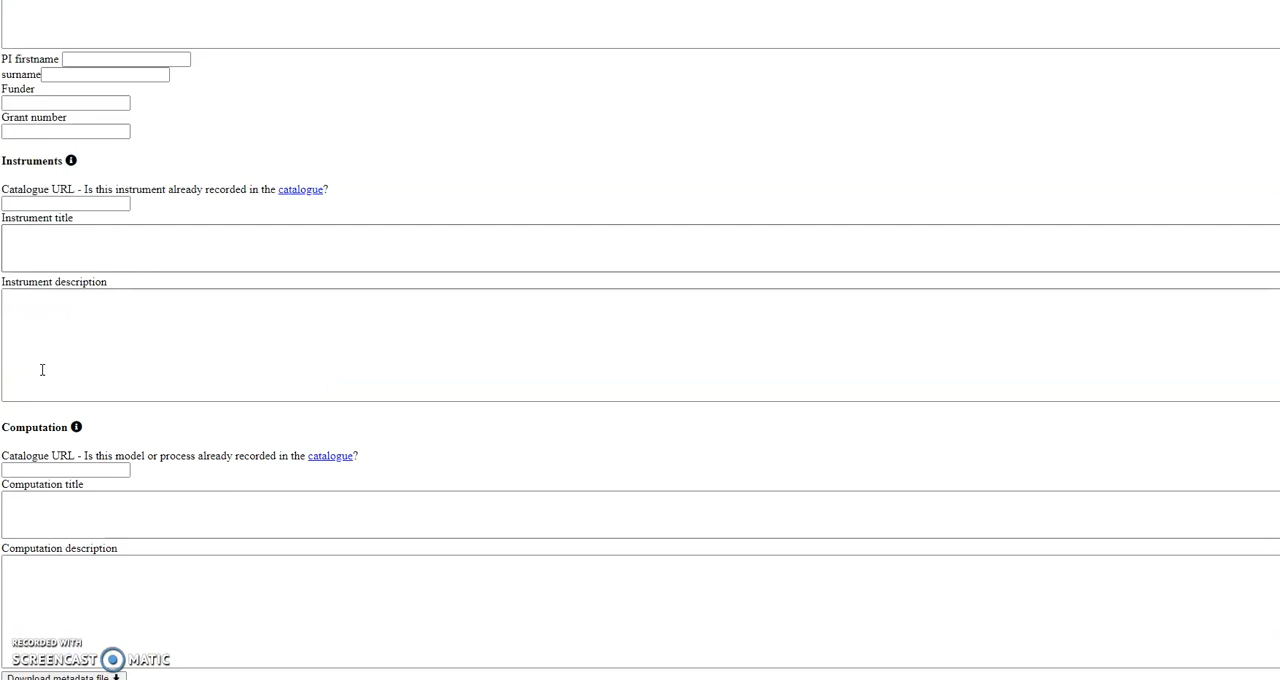 PI firstname
surname
Funder
Grant number
Instruments
Catalogue URL - Is this instrument already recorded in the catalogue?
Instrument title
Instrument description
Computation
Catalogue URL - Is this model or process already recorded in the catalogue?
Computation title
Computation description
RECORDED WITH
SCREENCAST MATIC
Download metadata file